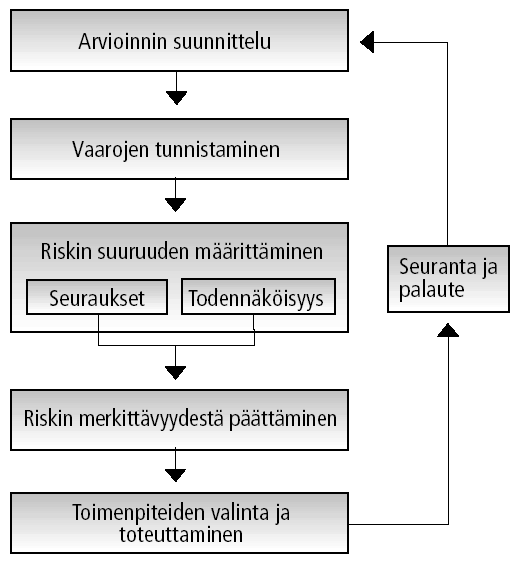 Arvioinnin suunnittelu
Vaarojen tunnistaminen
Riskin suuruuden määrittäminen
Seuraukset
Todennäköisyys
Riskin merkittävyydestä päättäminen
Toimenpiteiden valinta ja
toteuttaminen
Seuranta ja
palaute